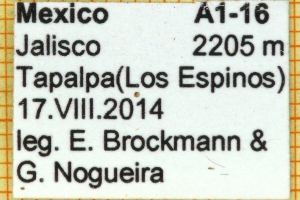 Mexico A1-16
Jalisco 2205 m
Tapalpa(Los Espinos)
17.VIII.2014
leg. E. Brockmann &
G. Nogueira